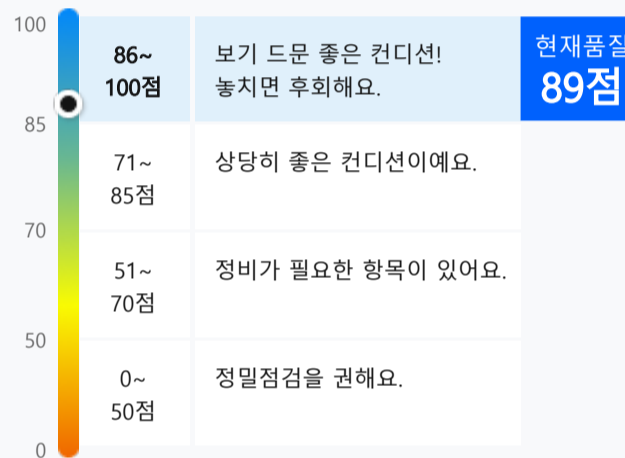 100
86~
100점
보기 드문 좋은 컨디션!
놓치면 후회해요.
현재품질
89점
85
71~
85점
상당히 좋은 컨디션이예요.
70
51~
70점
정비가 필요한 항목이 있어요.
50
0~
50점
정밀점검을 권해요.
0